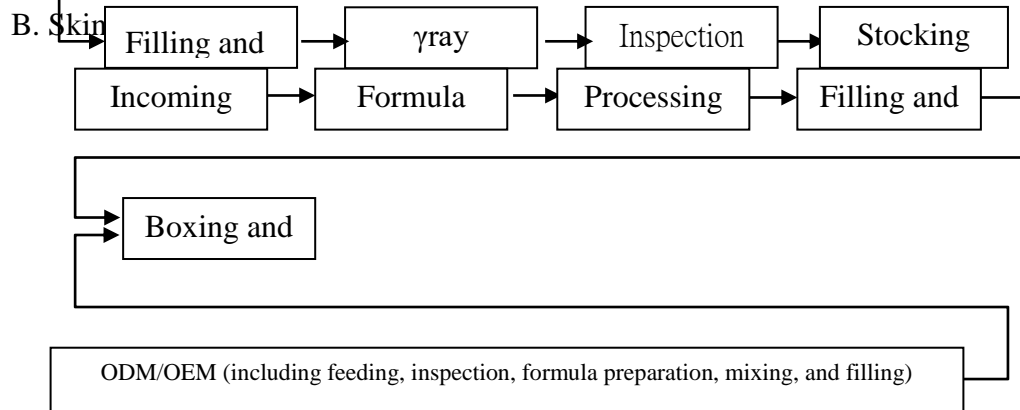 B. Skin
Filling and
γray
Inspection
Stocking
Incoming
Formula
Processing
Filling and
Boxing and
ODM/OEM (including feeding, inspection, formula preparation, mixing, and filling)